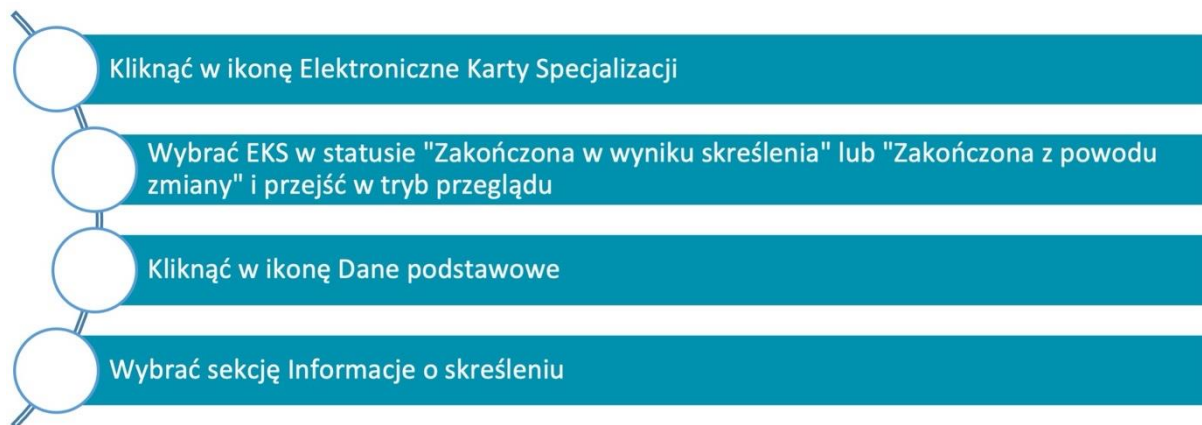 Kliknąć w ikonę Elektroniczne Karty Specjalizacji
Wybrać EKS w statusie "Zakończona w wyniku skreślenia" lub "Zakończona z powodu
zmiany" i przejść w tryb przeglądu
Kliknąć w ikonę Dane podstawowe
Wybrać sekcję Informacje o skreśleniu